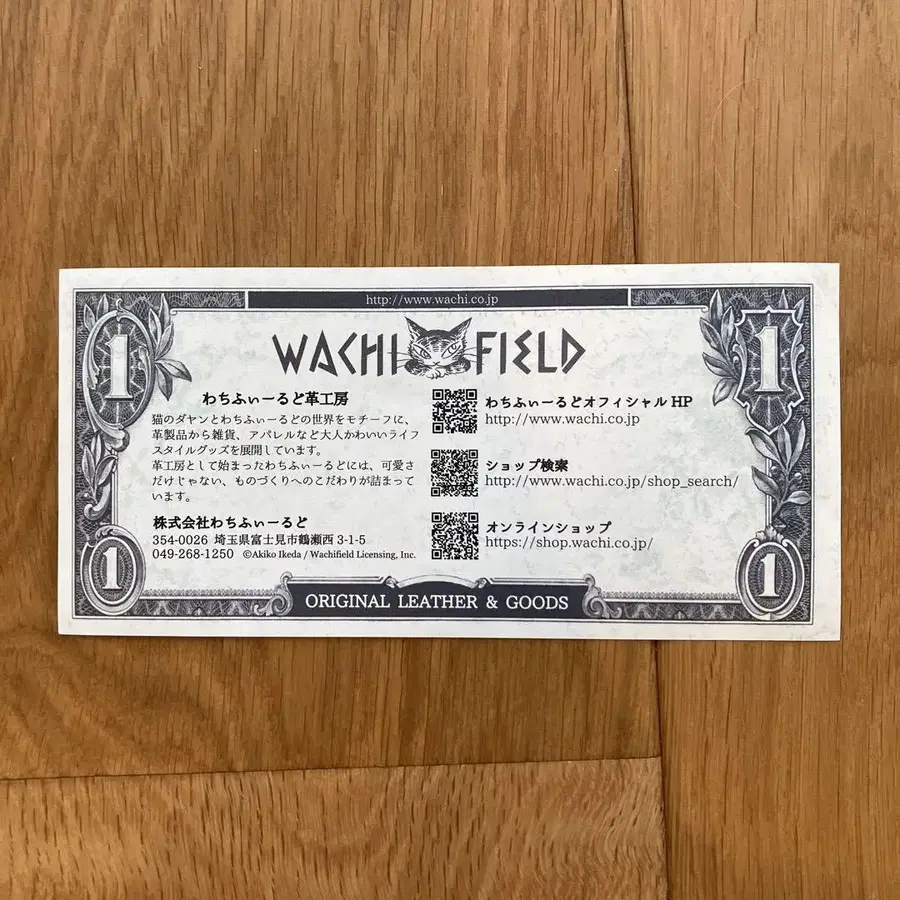 http://www.wachi.co.jp
WACHI FIELD
1
1
わちふぃーるど革工房
猫のダヤンとわちふぃーるどの世界をモチーフに、
革製品から雑貨、アパレルなど大人かわいいライフ
スタイルグッズを展開しています。
革工房として始まったわちふぃーるどには、可愛さ
だけじゃない、ものづくりへのこだわりが詰まって
います。
株式会社わちふぃーるど
354-0026 埼玉県富士見市鶴瀬西 3-1-5
049-268-1250 ©Akiko Ikeda / Wachifield Licensing, Inc.
わちふぃーるどオフィシャル HP
http://www.wachi.co.jp
ショップ検索
http://www.wachi.co.jp/shop_search/
オンラインショップ
https://shop.wachi.co.jp/
1
1
ORIGINAL LEATHER & GOODS